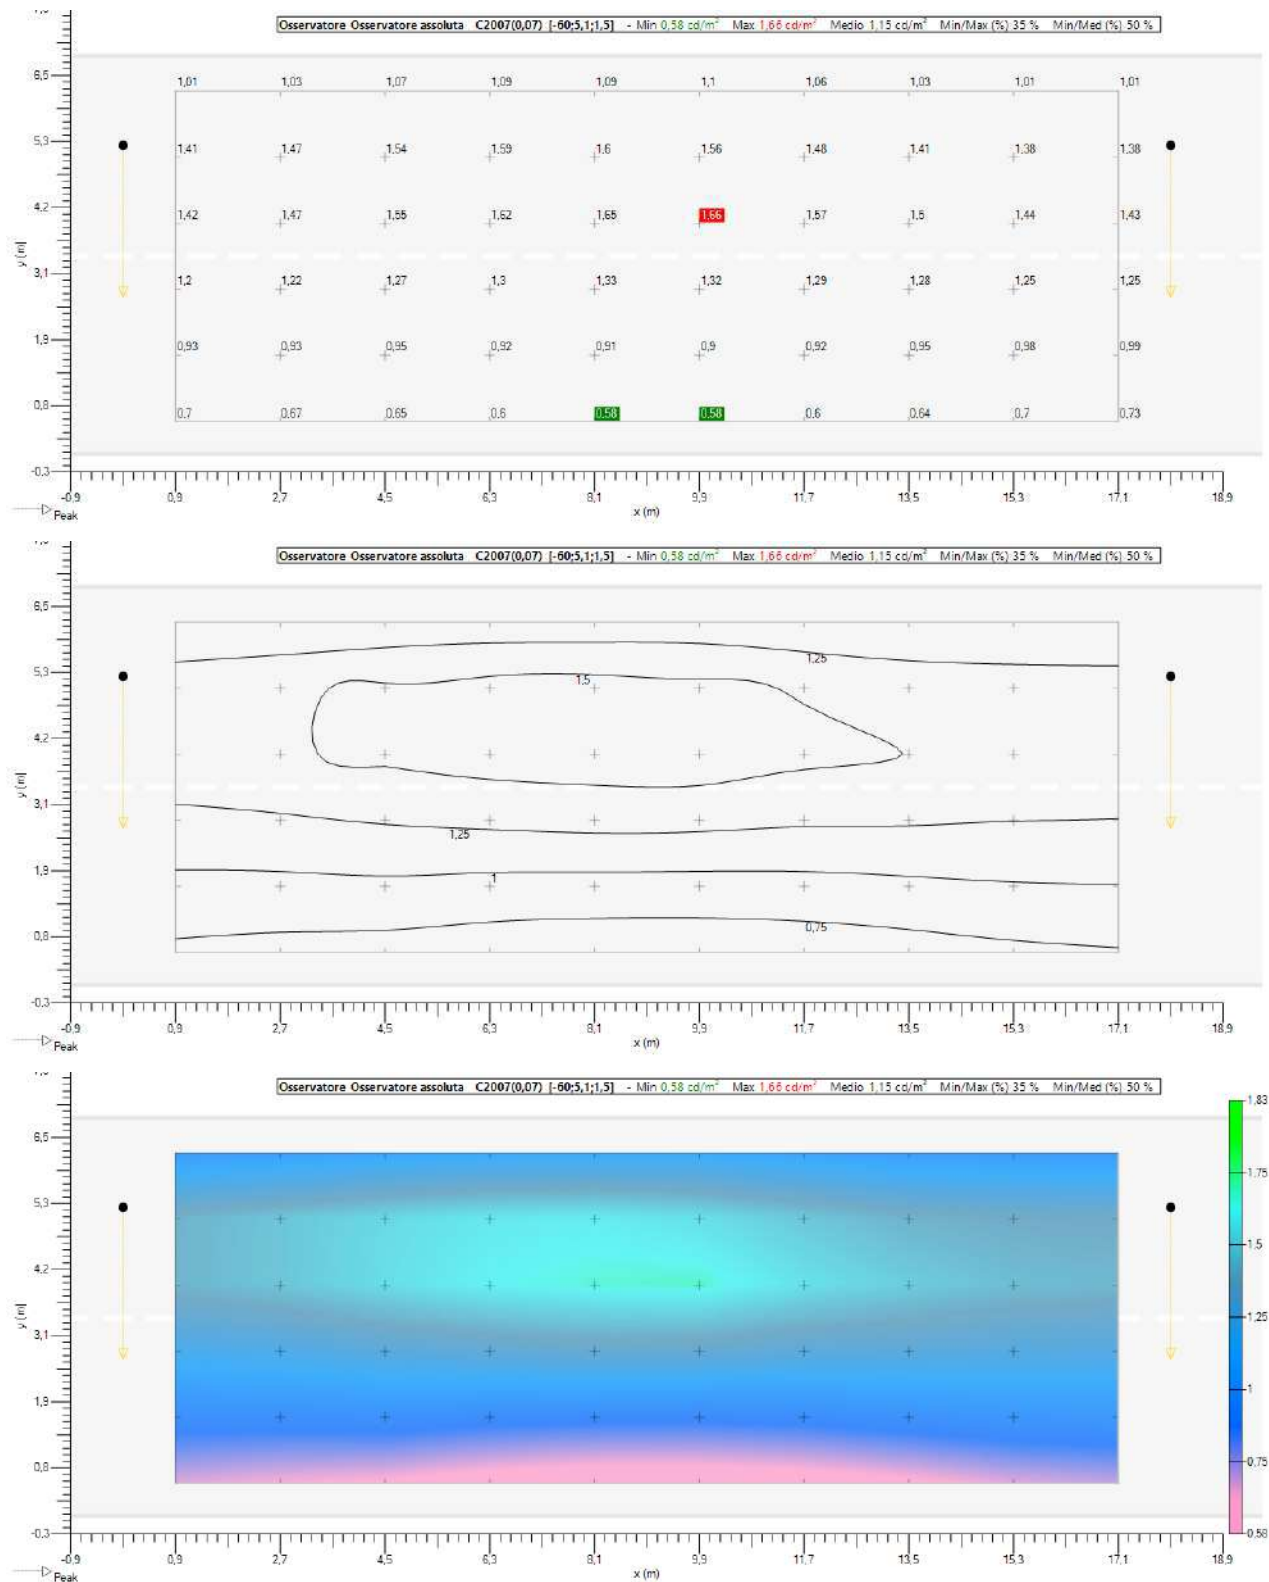 Osservatore Osservatore assoluta C2007(0,07) [-60;5,1;1,5] - Min 0,58 cd/m² Max 1,66 cd/m² Medio 1,15 cd/m² Min/Max (%) 35 % Min/Med (%) 50 %
6,5
1,01 1,03 1,07 1,09 1,09 1,1 1,06 1,03 1,01 1,01
5,3
1,41 1,47 1,54 1,59 1,6 1,56 1,48 1,41 1,38 1,38
4,2
1,42 1,47 1,55 1,62 1,65 1,66 1,57 1,5 1,44 1,43
y (m)
3,1
1,2 1,22 1,27 1,3 1,33 1,32 1,29 1,28 1,25 1,25
1,9
0,93 0,93 0,95 0,92 0,91 0,9 0,92 0,95 0,98 0,99
0,8
0,7 0,67 0,65 0,6 0,58 0,58 0,6 0,64 0,7 0,73
-0,3
-0,9 0,9 2,7 4,5 6,3 8,1 9,9 11,7 13,5 15,3 17,1 18,9
Peak
x (m)
Osservatore Osservatore assoluta C2007(0,07) [-60;5,1;1,5] - Min 0,58 cd/m² Max 1,66 cd/m² Medio 1,15 cd/m² Min/Max (%) 35 % Min/Med (%) 50 %
6,5
1,25
5,3
1,5
4,2
y (m)
3,1
1,25
1,9
1
0,8
0,75
-0,3
-0,9 0,9 2,7 4,5 6,3 8,1 9,9 11,7 13,5 15,3 17,1 18,9
Peak
x (m)
Osservatore Osservatore assoluta C2007(0,07) [-60;5,1;1,5] - Min 0,58 cd/m² Max 1,66 cd/m² Medio 1,15 cd/m² Min/Max (%) 35 % Min/Med (%) 50 %
1,83
6,5
1,75
5,3
1,5
4,2
1,25
y (m)
3,1
1
1,9
0,75
0,8
0,58
-0,3
-0,9 0,9 2,7 4,5 6,3 8,1 9,9 11,7 13,5 15,3 17,1 18,9
Peak
x (m)